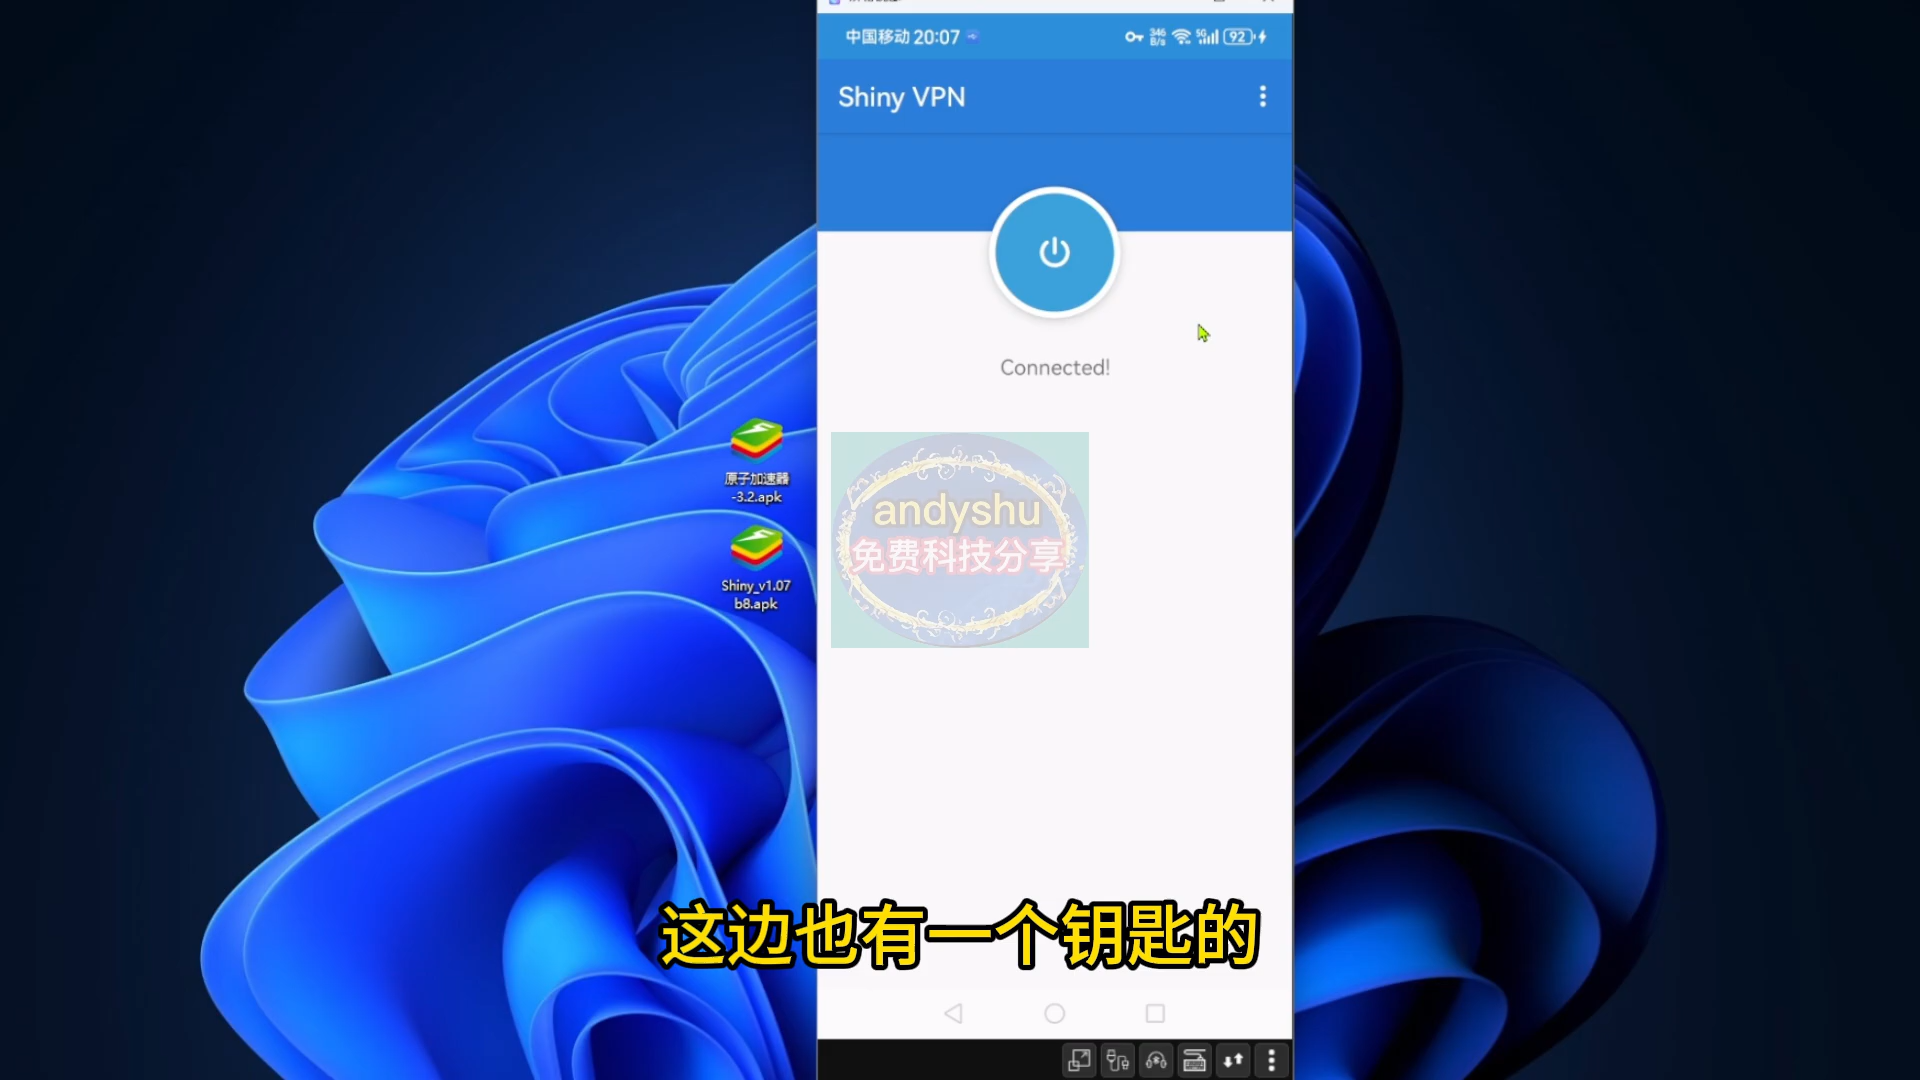 中国移动 20:07
346
B/s
5G
92
Shiny VPN
Connected!
原子加速器
-3.2.apk
Shiny_v1.07
b8.apk
andyshu
免费科技分享
这边也有一个钥匙的